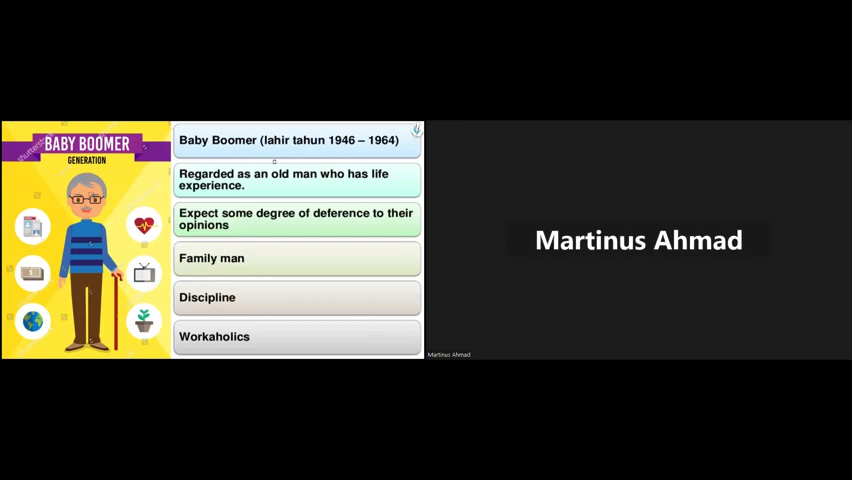 BABY BOOMER
GENERATION
Baby Boomer (lahir tahun 1946 – 1964)
Regarded as an old man who has life
experience.
Expect some degree of deference to their
opinions
Family man
Discipline
Workaholics
Martinus Ahmad
Martinus Ahmad